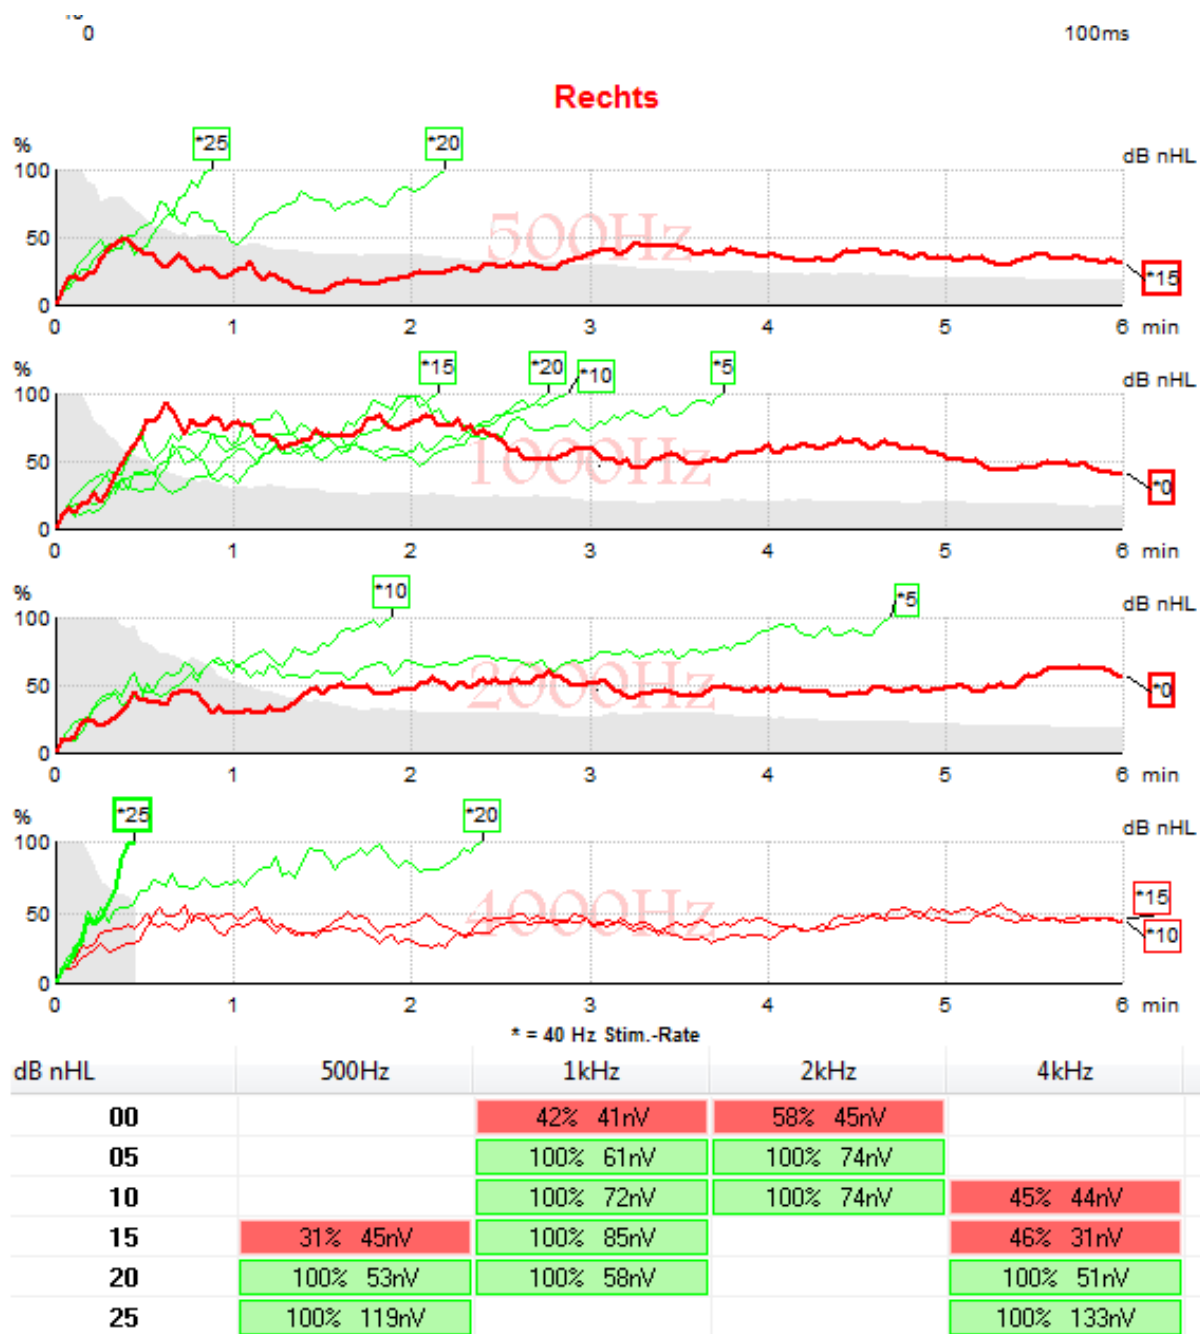 0 100ms
Rechts
% *25 *20 dB nHL
100
500Hz
50
*15
0
0 1 2 3 4 5 6 min
% *15 *20 *10 *5 dB nHL
100
1000Hz
50
*0
0
0 1 2 3 4 5 6 min
% *10 *5 dB nHL
100
2000Hz
50
*0
0
0 1 2 3 4 5 6 min
% *25 *20 dB nHL
100
*15
4000Hz
50
*10
0
0 1 2 3 4 5 6 min
* = 40 Hz Stim.-Rate
dB nHL 500Hz 1kHz 2kHz 4kHz
00 42% 41nV 58% 45nV
05 100% 61nV 100% 74nV
10 100% 72nV 100% 74nV 45% 44nV
15 31% 45nV 100% 85nV 46% 31nV
20 100% 53nV 100% 58nV 100% 51nV
25 100% 119nV 100% 133nV